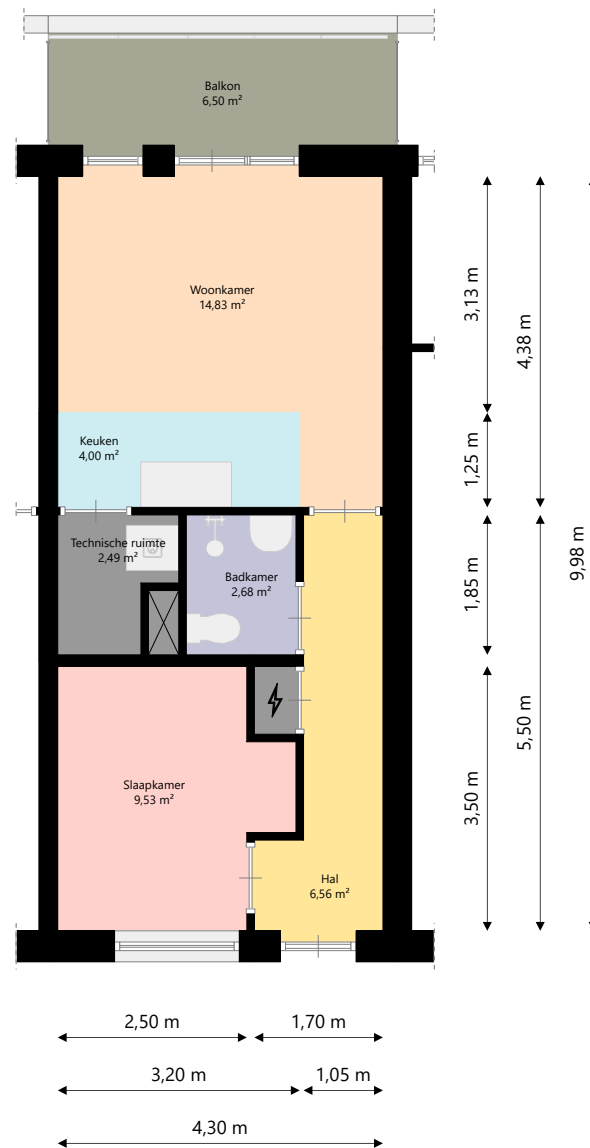 Balkon
6,50 m²
Woonkamer
14,83 m²
3,13 m
4,38 m
Keuken
4,00 m²
1,25 m
9,98 m
Technische ruimte
2,49 m²
Badkamer
2,68 m²
1,85 m
5,50 m
Slaapkamer
9,53 m²
3,50 m
Hal
6,56 m²
2,50 m
1,70 m
3,20 m
1,05 m
4,30 m